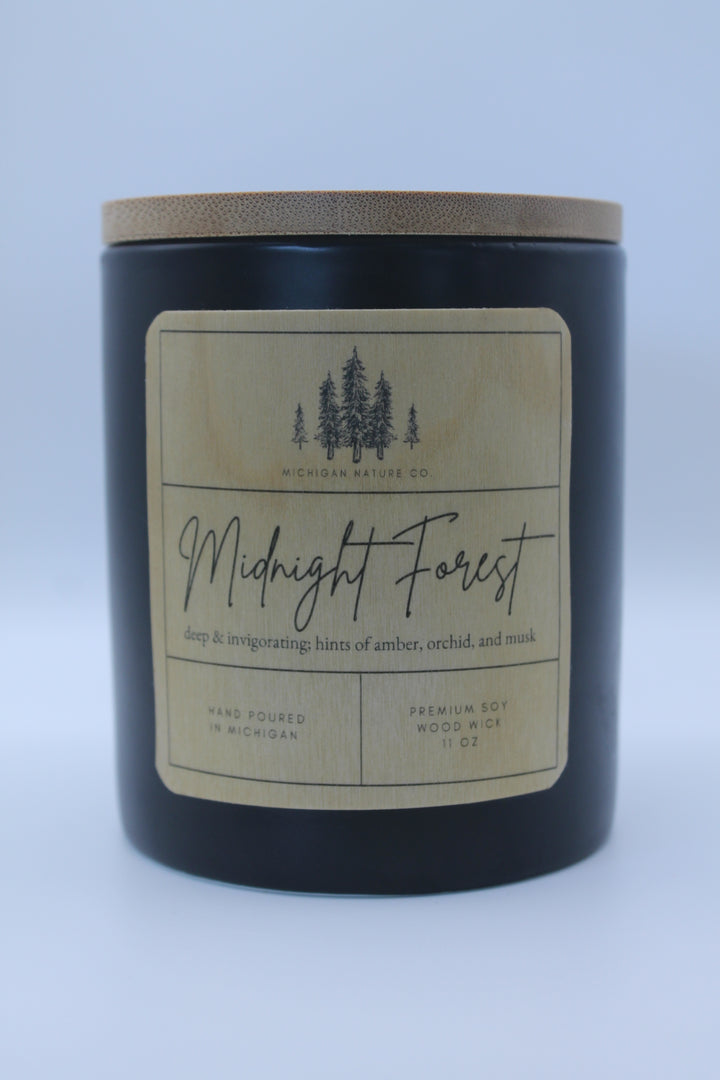 MICHIGAN NATURE CO.
Midnight Forest
deep & invigorating; hints of amber, orchid, and musk
HAND POURED
IN MICHIGAN
PREMIUM SOY
WOOD WICK
11 OZ